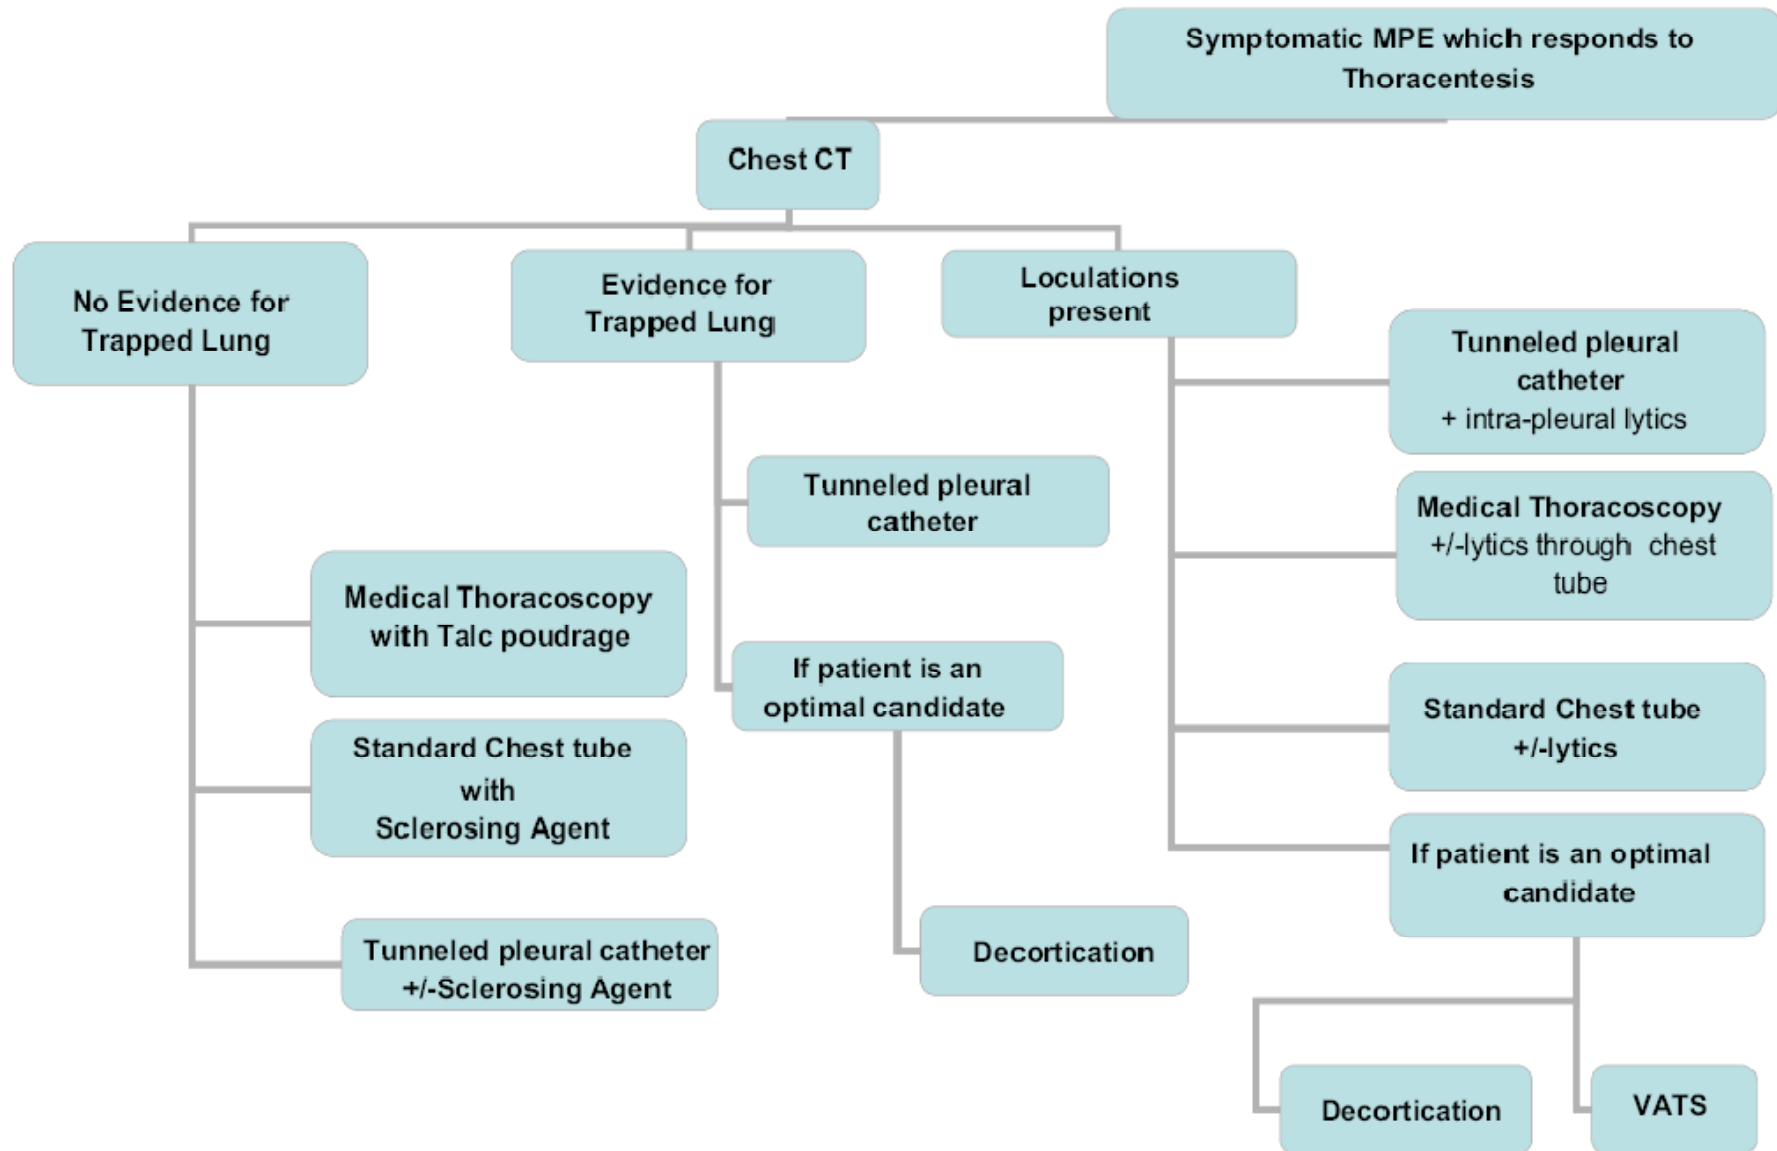 Symptomatic MPE which responds to
Thoracentesis
Chest CT
No Evidence for
Trapped Lung
Evidence for
Trapped Lung
Loculations
present
Medical Thoracoscopy
with Talc poudrage
Standard Chest tube
with
Sclerosing Agent
Tunneled pleural catheter
+/-Sclerosing Agent
Tunneled pleural
catheter
If patient is an
optimal candidate
Decortication
Tunneled pleural
catheter
+ intra-pleural lytics
Medical Thoracoscopy
+/-lytics through chest
tube
Standard Chest tube
+/-lytics
If patient is an optimal
candidate
Decortication
VATS